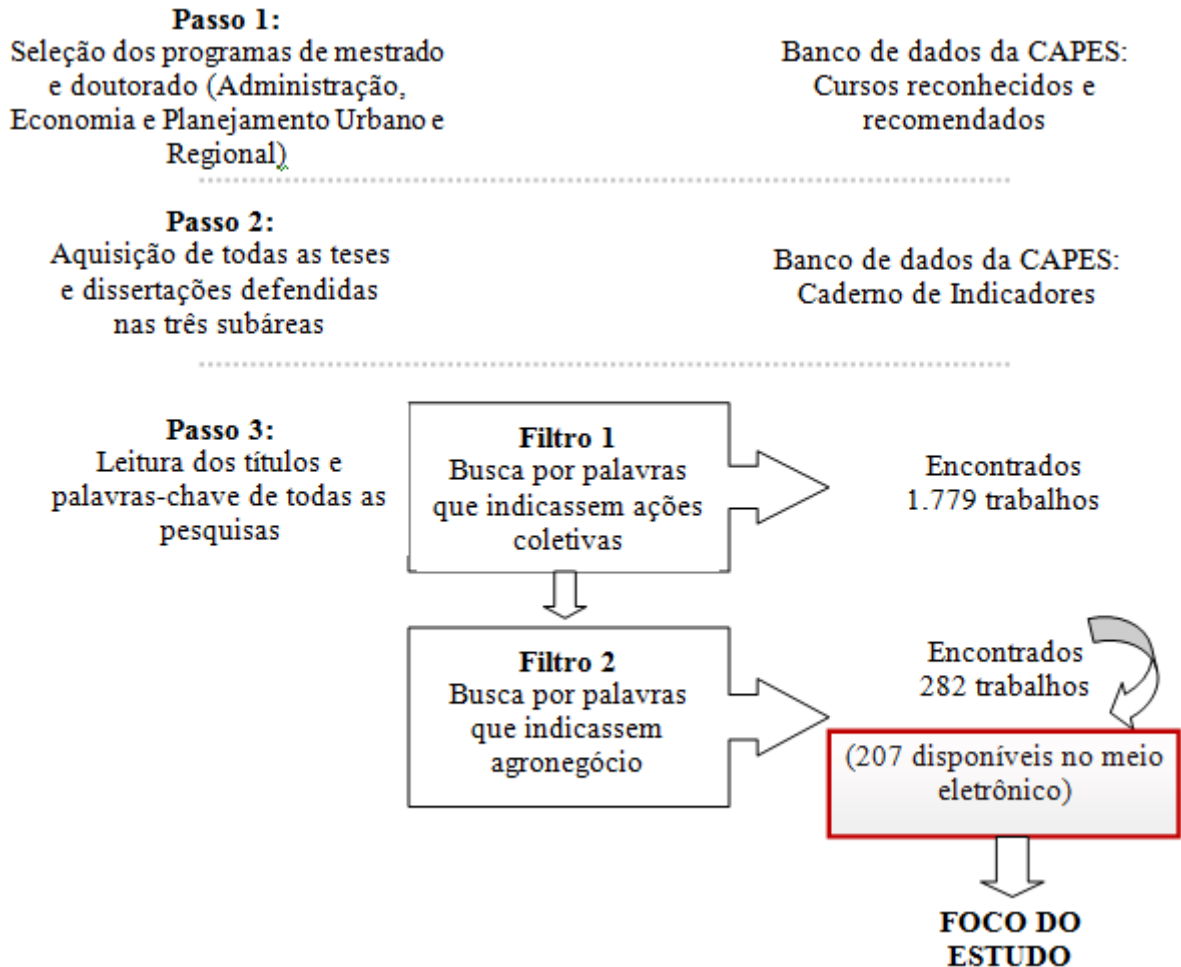 Passo 1:
Seleção dos programas de mestrado
e doutorado (Administração,
Economia e Planejamento Urbano e
Regional)
Banco de dados da CAPES:
Cursos reconhecidos e
recomendados
Passo 2:
Aquisição de todas as teses
e dissertações defendidas
nas três subáreas
Banco de dados da CAPES:
Caderno de Indicadores
Passo 3:
Leitura dos títulos e
palavras-chave de todas as
pesquisas
Filtro 1
Busca por palavras
que indicassem ações
coletivas
Encontrados
1.779 trabalhos
Filtro 2
Busca por palavras
que indicassem
agronegócio
Encontrados
282 trabalhos
(207 disponíveis no meio
eletrônico)
FOCO DO
ESTUDO